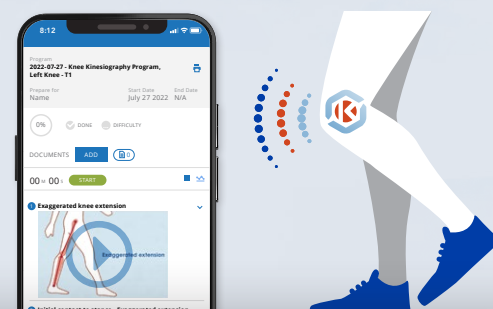 8:12
Program
2022-07-27 - Knee Kinesiography Program,
Left Knee - T1
Prepare for Start Date End Date
Name July 27 2022 N/A
0% DONE DIFFICULTY
DOCUMENTS ADD 0
00 M 00 S START
1 Exaggerated knee extension
Exaggerated extension
K